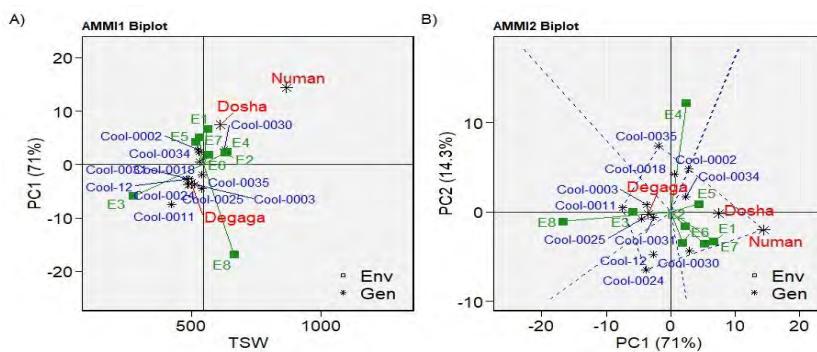 A)
AMMI1 Biplot
PC1 (71%)
20
10
0
-10
-20
500
1000
TSW
Numan
Dosha
E1
Cool-0002
E5
E7
Cool-0030
E4
Cool-0034
E2
E6
Cool-0018
Cool-12
Cool-0035
Cool-0024
Cool-0025
Cool-0003
E3
Cool-0011
Degaga
E8
Env
Gen
B)
AMMI2 Biplot
PC2 (14.3%)
10
0
-10
-20
-10
0
10
20
PC1 (71%)
E4
Cool-0035
Cool-0018
Cool-0002
Degaga
Cool-0034
Cool-0003
E5
Cool-0011
Dosha
E3
E8
E6
E1
Cool-0025
Cool-0031
E7
Numan
Cool-12
Cool-0030
Cool-0024
Env
Gen